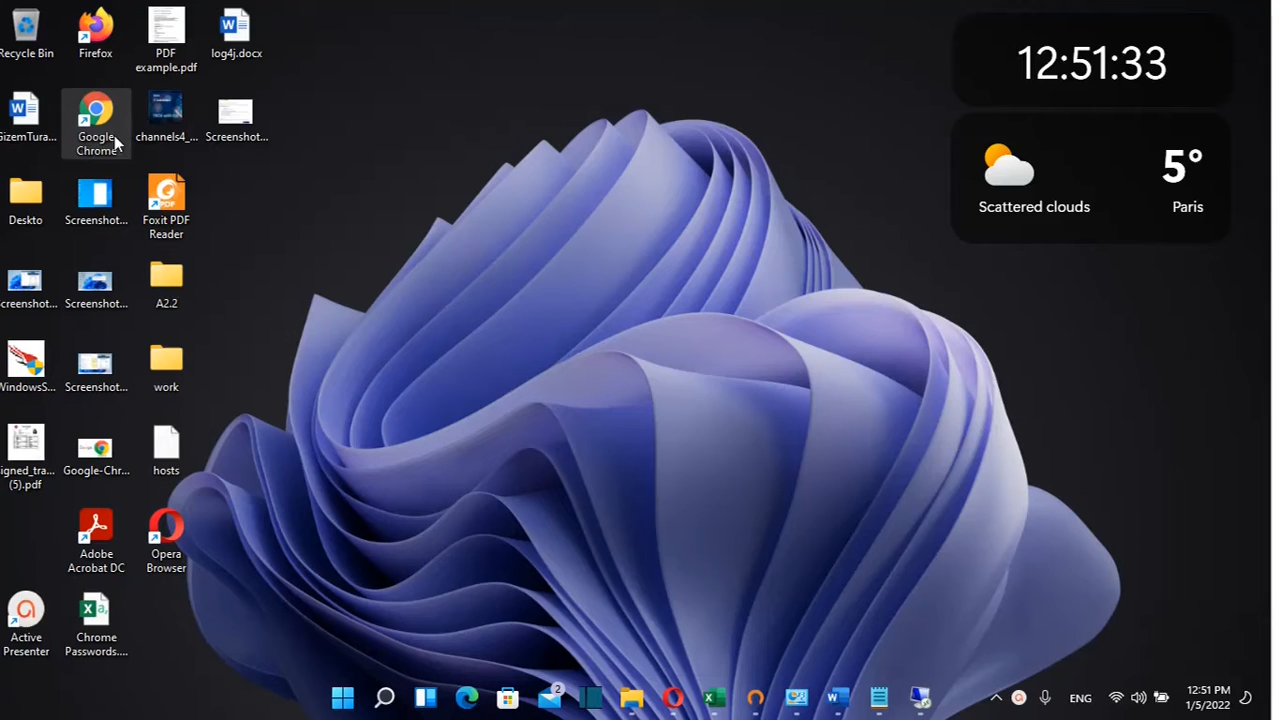 Recycle Bin
Firefox
PDF
example.pdf
log4j.docx
GizemTura...
Google
Chrome
channels4_...
Screenshot...
Deskto
Screenshot...
Foxit PDF
Reader
Screenshot...
Screenshot...
A2.2
WindowsS...
Screenshot...
work
igned_tra...
(5).pdf
Google-Chr...
hosts
Adobe
Acrobat DC
Opera
Browser
Active
Presenter
Chrome
Passwords....
12:51:33
5°
Scattered clouds
Paris
2
ENG
12:51 PM
1/5/2022